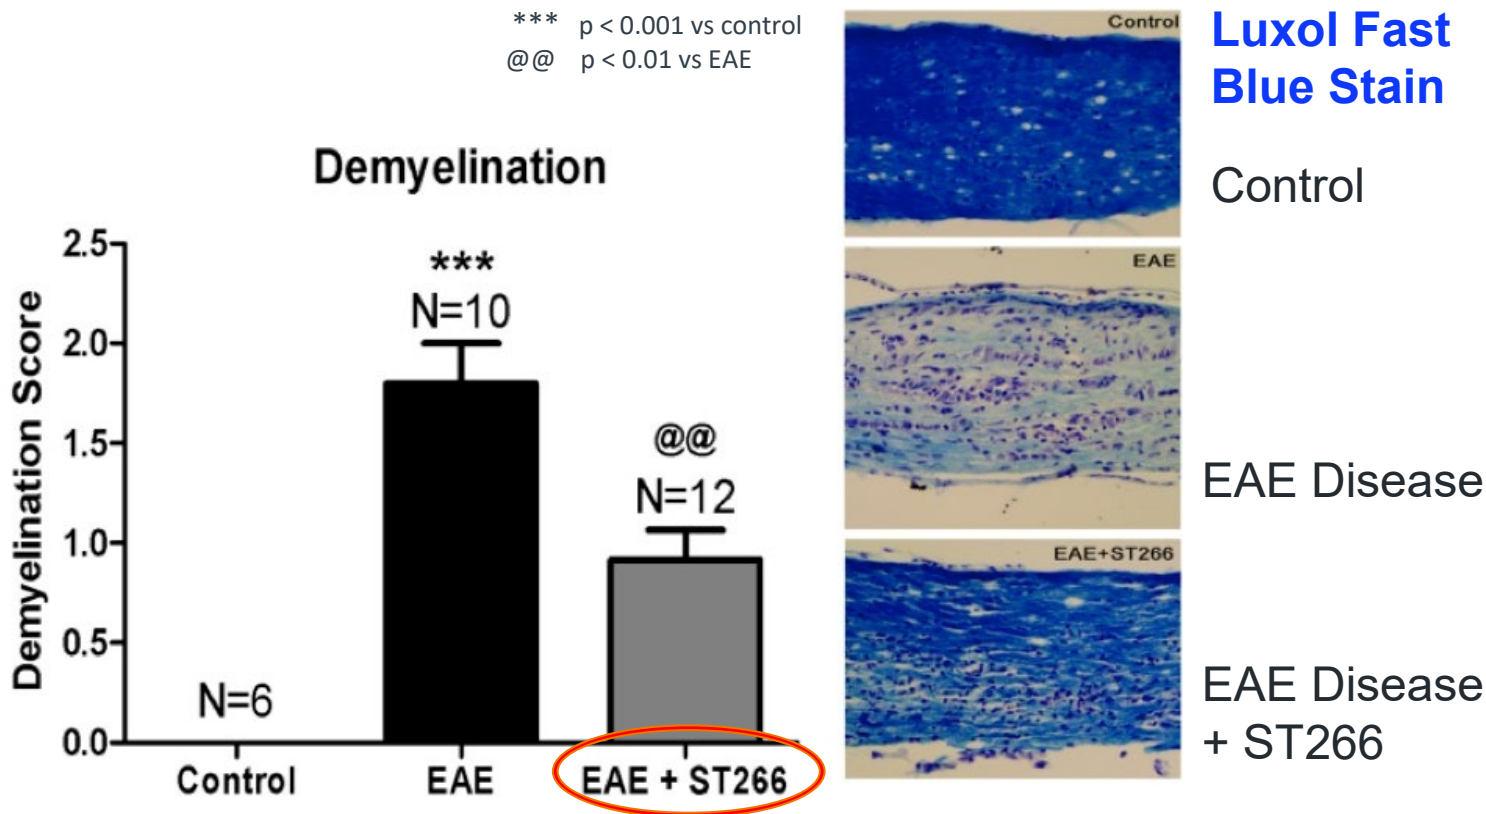 *** p < 0.001 vs control
@@ p < 0.01 vs EAE
Demyelination
Demyelination Score
2.5
2.0
1.5
1.0
0.5
0.0
***
N=10
@@
N=12
N=6
Control
EAE
EAE + ST266
Control
EAE
EAE+ST266
Luxol Fast
Blue Stain
Control
EAE Disease
EAE Disease
+ ST266